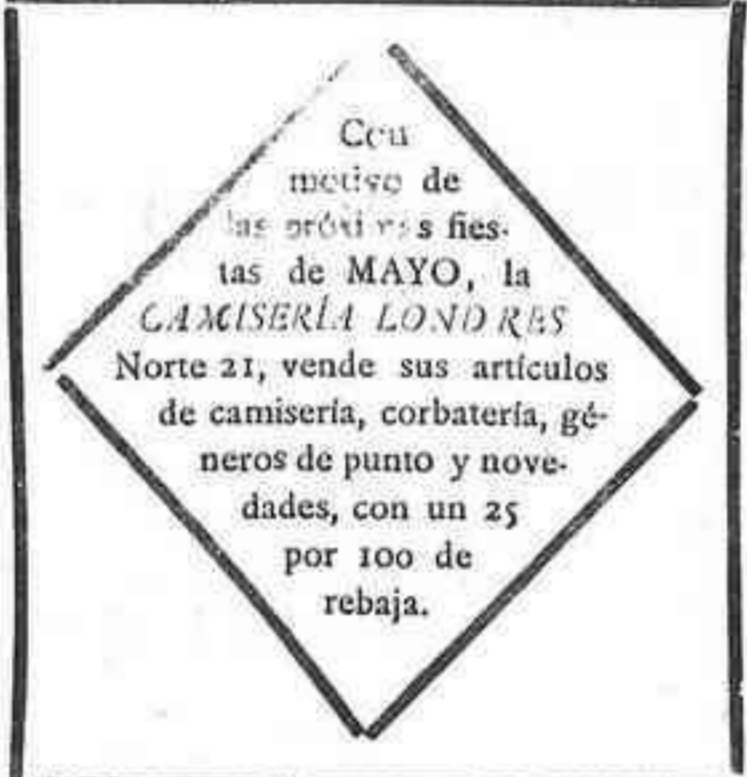 Con
motivo de
las próximas fies-
tas de MAYO, la
CAMISERÍA LONDRES
Norte 21, vende sus artículos
de camisería, corbatería, gé-
neros de punto y nove-
dades, con un 25
por 100 de
rebaja.